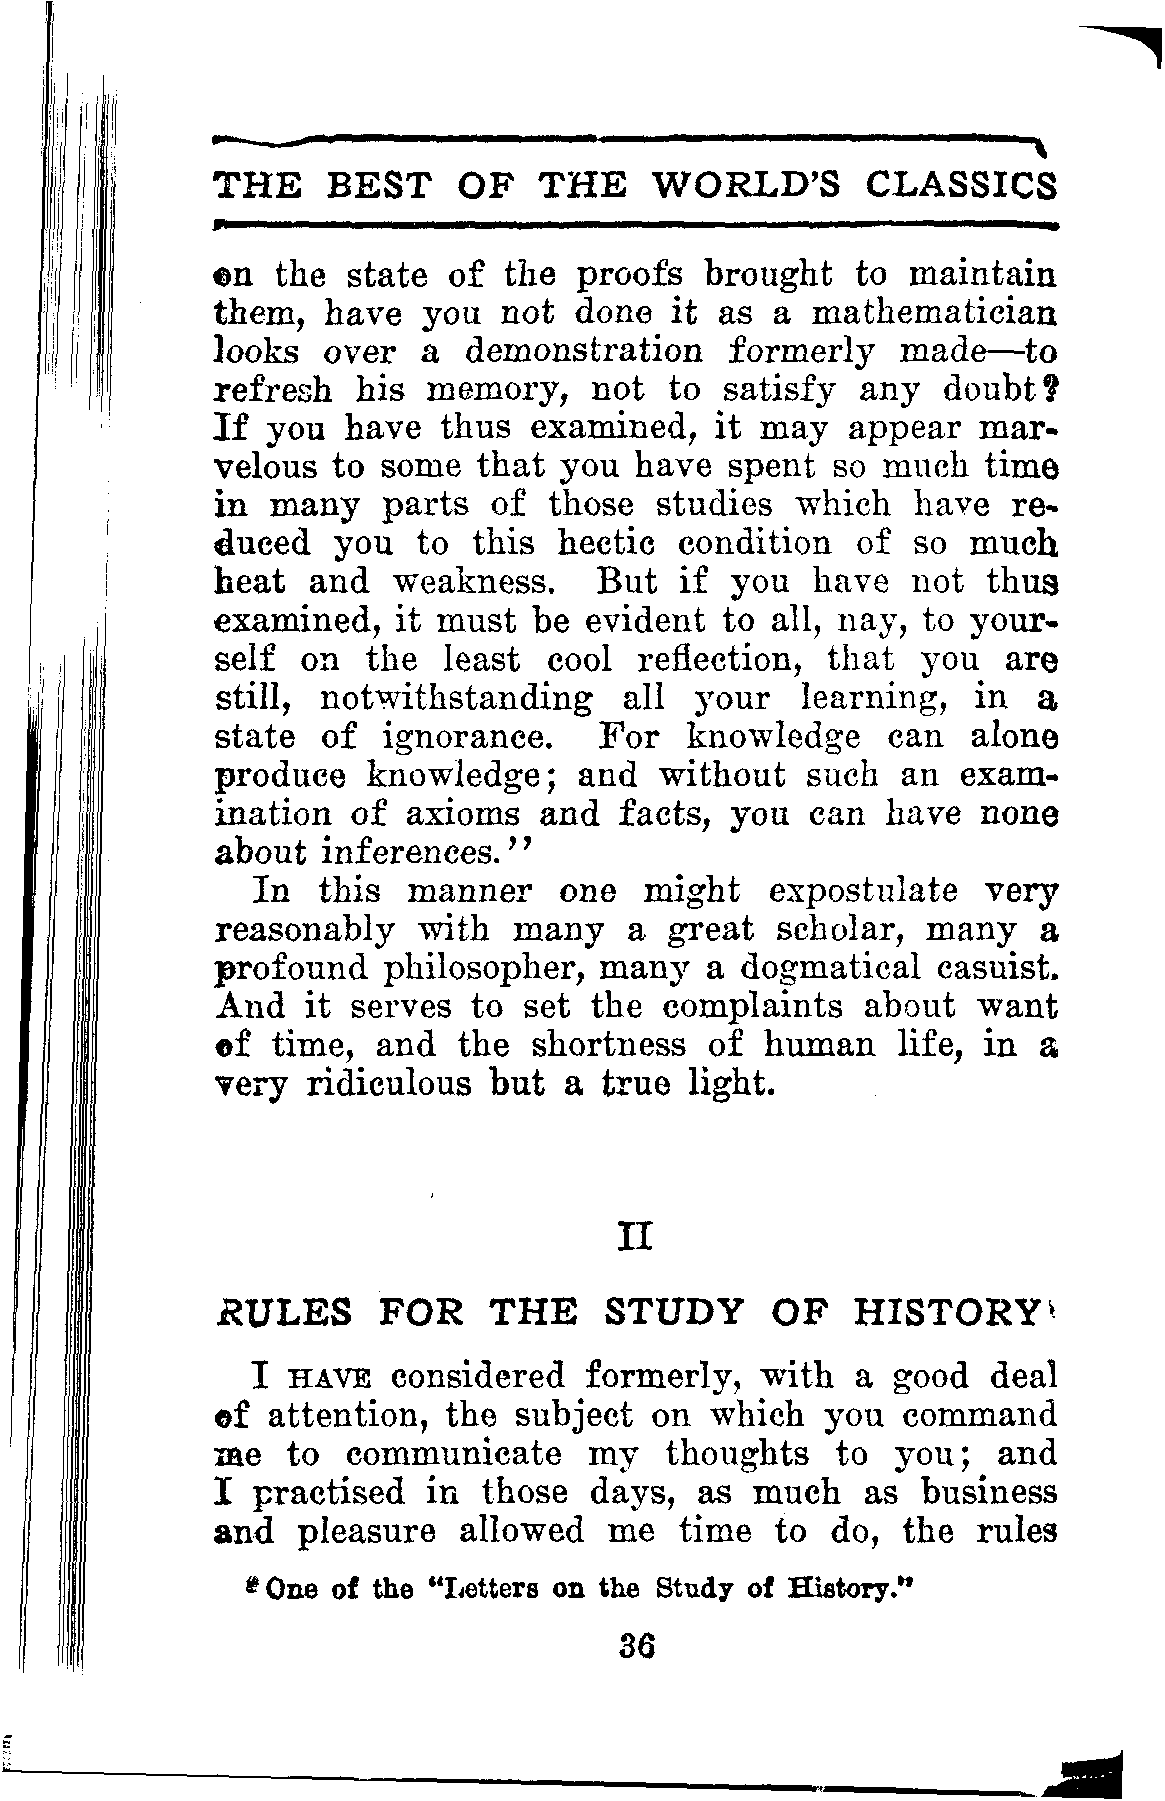 THE BEST OF THE WORLD'S CLASSICS
on the state of the proofs brought to maintain
them, have you not done it as a mathematician
looks over a demonstration formerly made—to
refresh his memory, not to satisfy any doubt?
If you have thus examined, it may appear mar-
velous to some that you have spent so much time
in many parts of those studies which have re-
duced you to this hectic condition of so much
heat and weakness. But if you have not thus
examined, it must be evident to all, nay, to your-
self on the least cool reflection, that you are
still, notwithstanding all your learning, in a
state of ignorance. For knowledge can alone
produce knowledge; and without such an exam-
ination of axioms and facts, you can have none
about inferences.''
In this manner one might expostulate very
reasonably with many a great scholar, many a
profound philosopher, many a dogmatical casuist.
And it serves to set the complaints about want
of time, and the shortness of human life, in a
very ridiculous but a true light.
II
RULES FOR THE STUDY OF HISTORY¹
I HAVE considered formerly, with a good deal
of attention, the subject on which you command
me to communicate my thoughts to you; and
I practised in those days, as much as business
and pleasure allowed me time to do, the rules
¹ One of the "Letters on the Study of History."
36